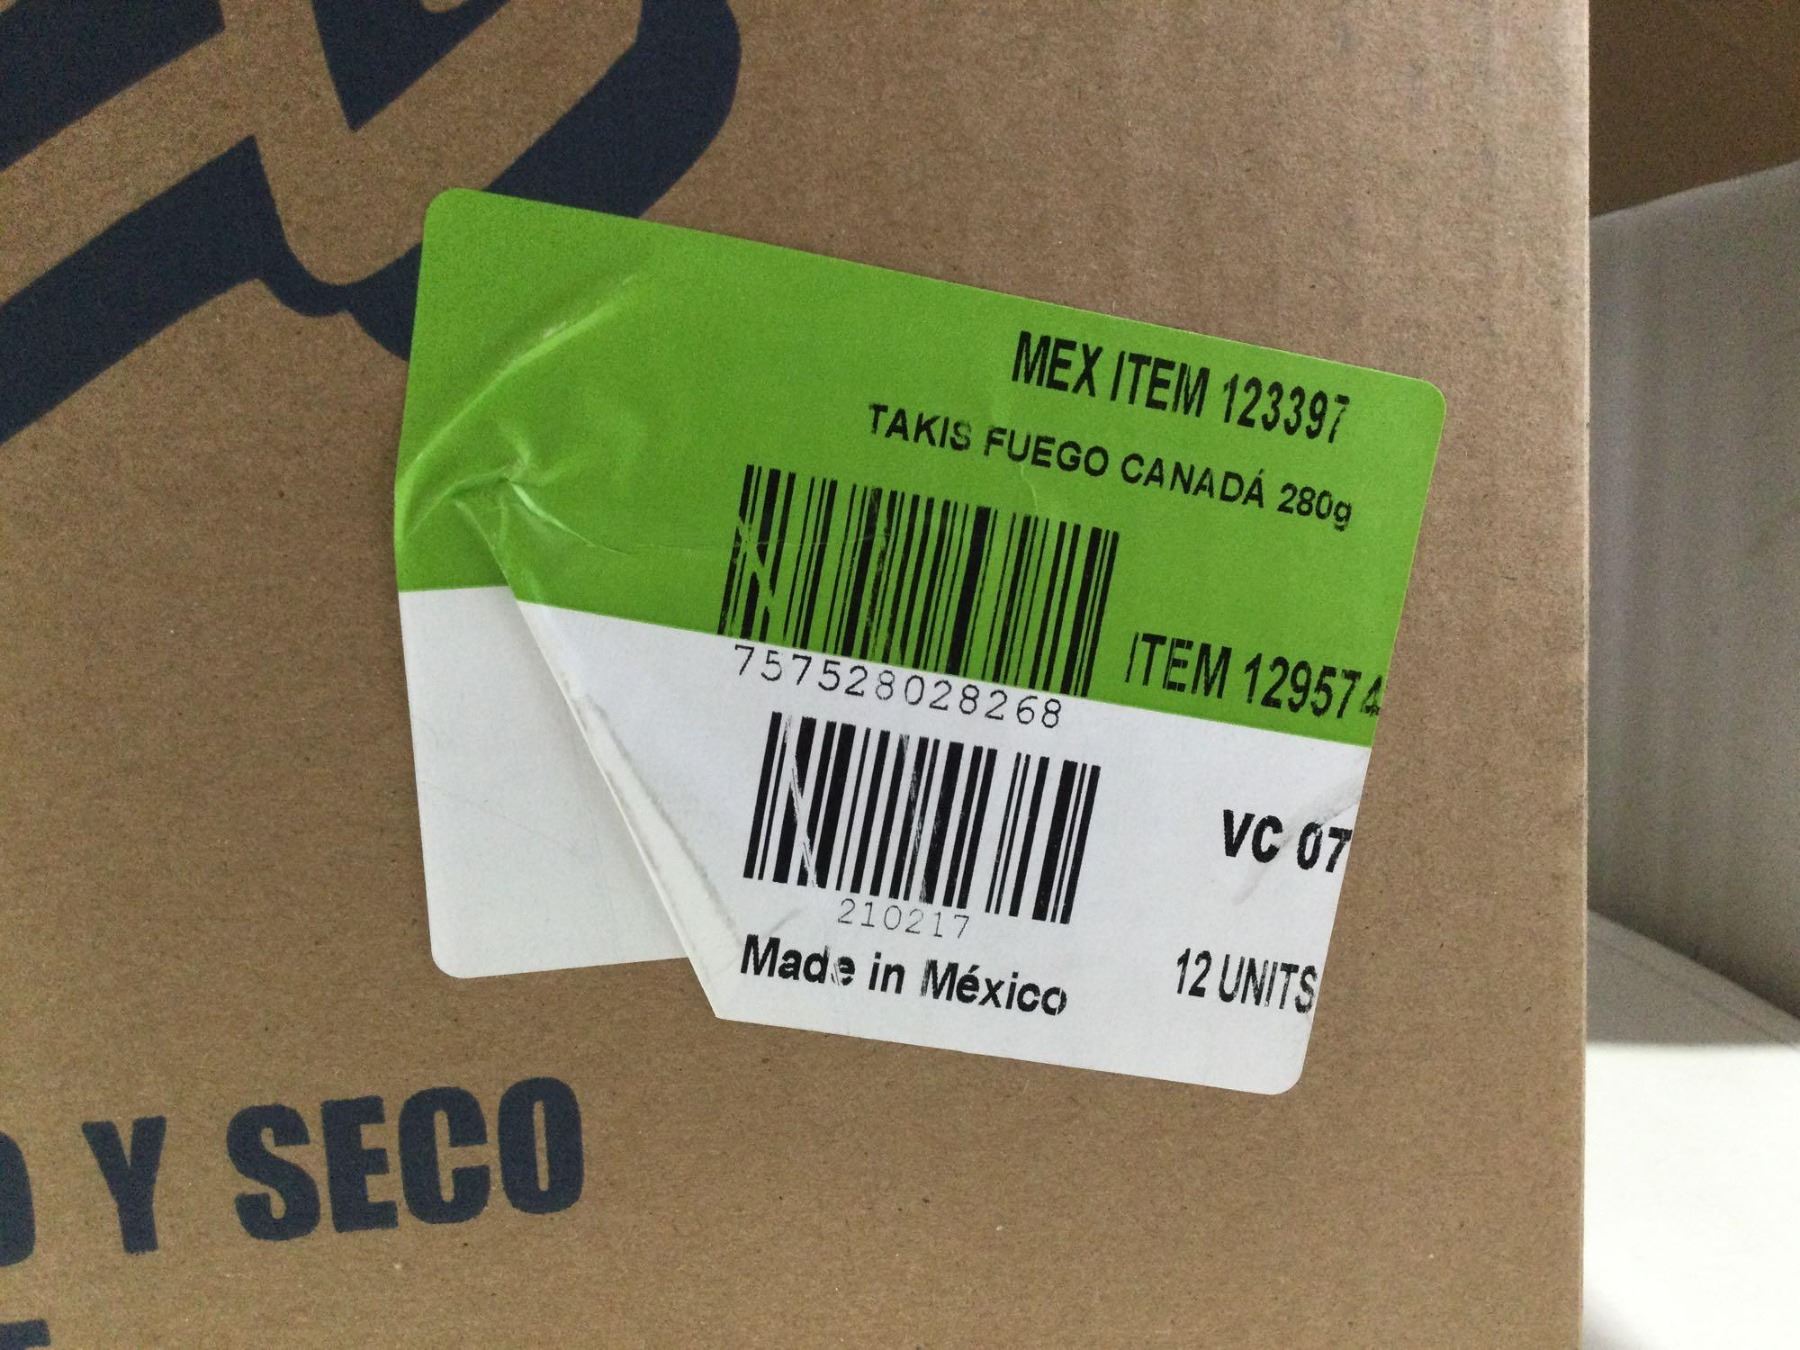 MEX ITEM 123397
TAKIS FUEGO CANADÁ 280g
ITEM 129574
757528028268
VC 07
210217
Made in México
12 UNITS
Y SECO